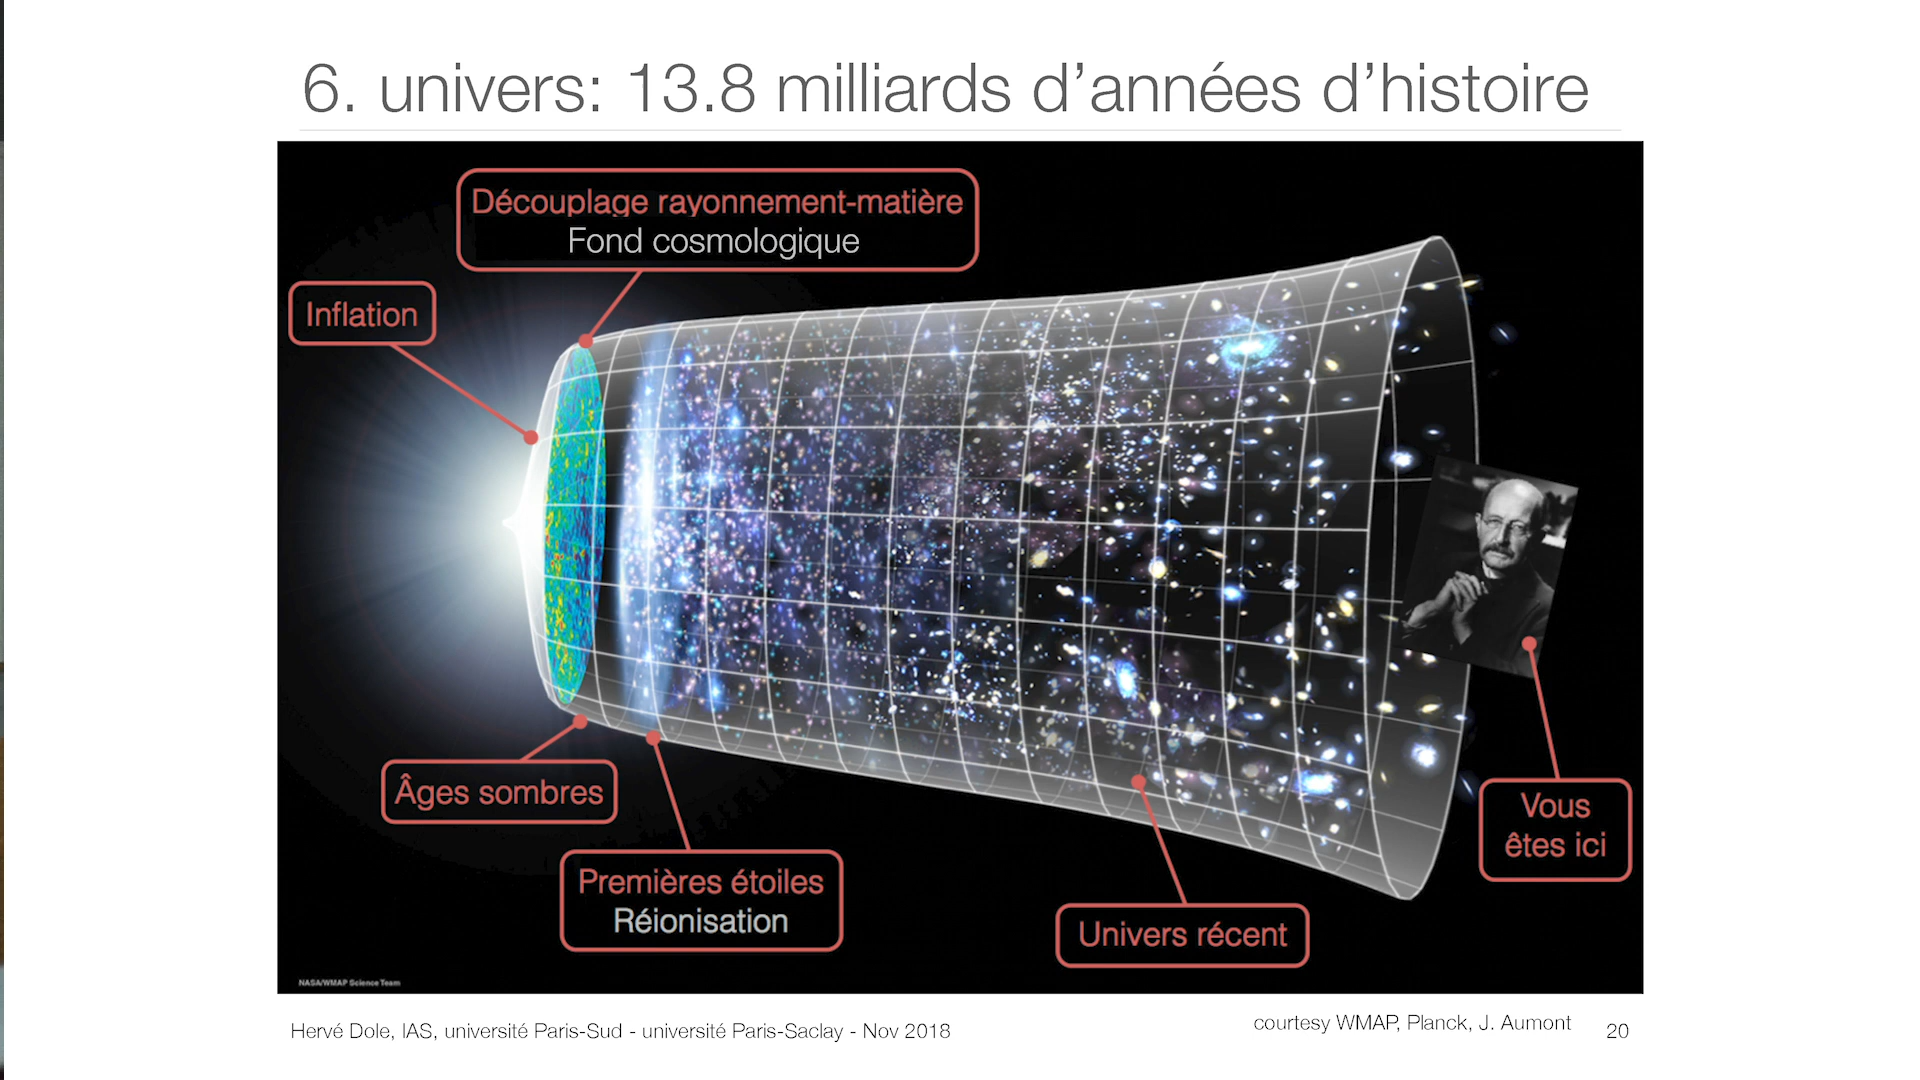 6. univers: 13.8 milliards d’années d’histoire
Découplage rayonnement-matière
Fond cosmologique
Inflation
Âges sombres
Premières étoiles
Réionisation
Univers récent
Vous
êtes ici
NASA/WMAP Science Team
Hervé Dole, IAS, université Paris-Sud - université Paris-Saclay - Nov 2018
courtesy WMAP, Planck, J. Aumont
20